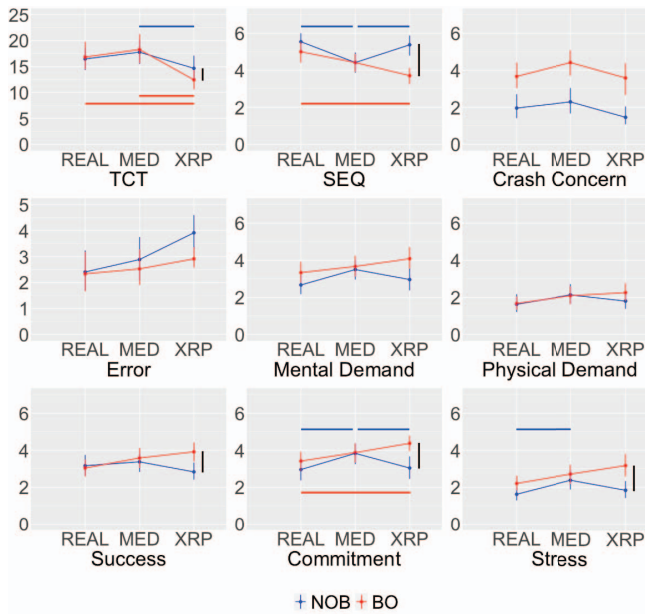 25
20
15
10
5
0
REAL MED XRP
TCT
6
4
2
0
REAL MED XRP
SEQ
6
4
2
0
REAL MED XRP
Crash Concern
5
4
3
2
1
0
REAL MED XRP
Error
6
4
2
0
REAL MED XRP
Mental Demand
6
4
2
0
REAL MED XRP
Physical Demand
6
4
2
0
REAL MED XRP
Success
6
4
2
0
REAL MED XRP
Commitment
6
4
2
0
REAL MED XRP
Stress
NOB BO